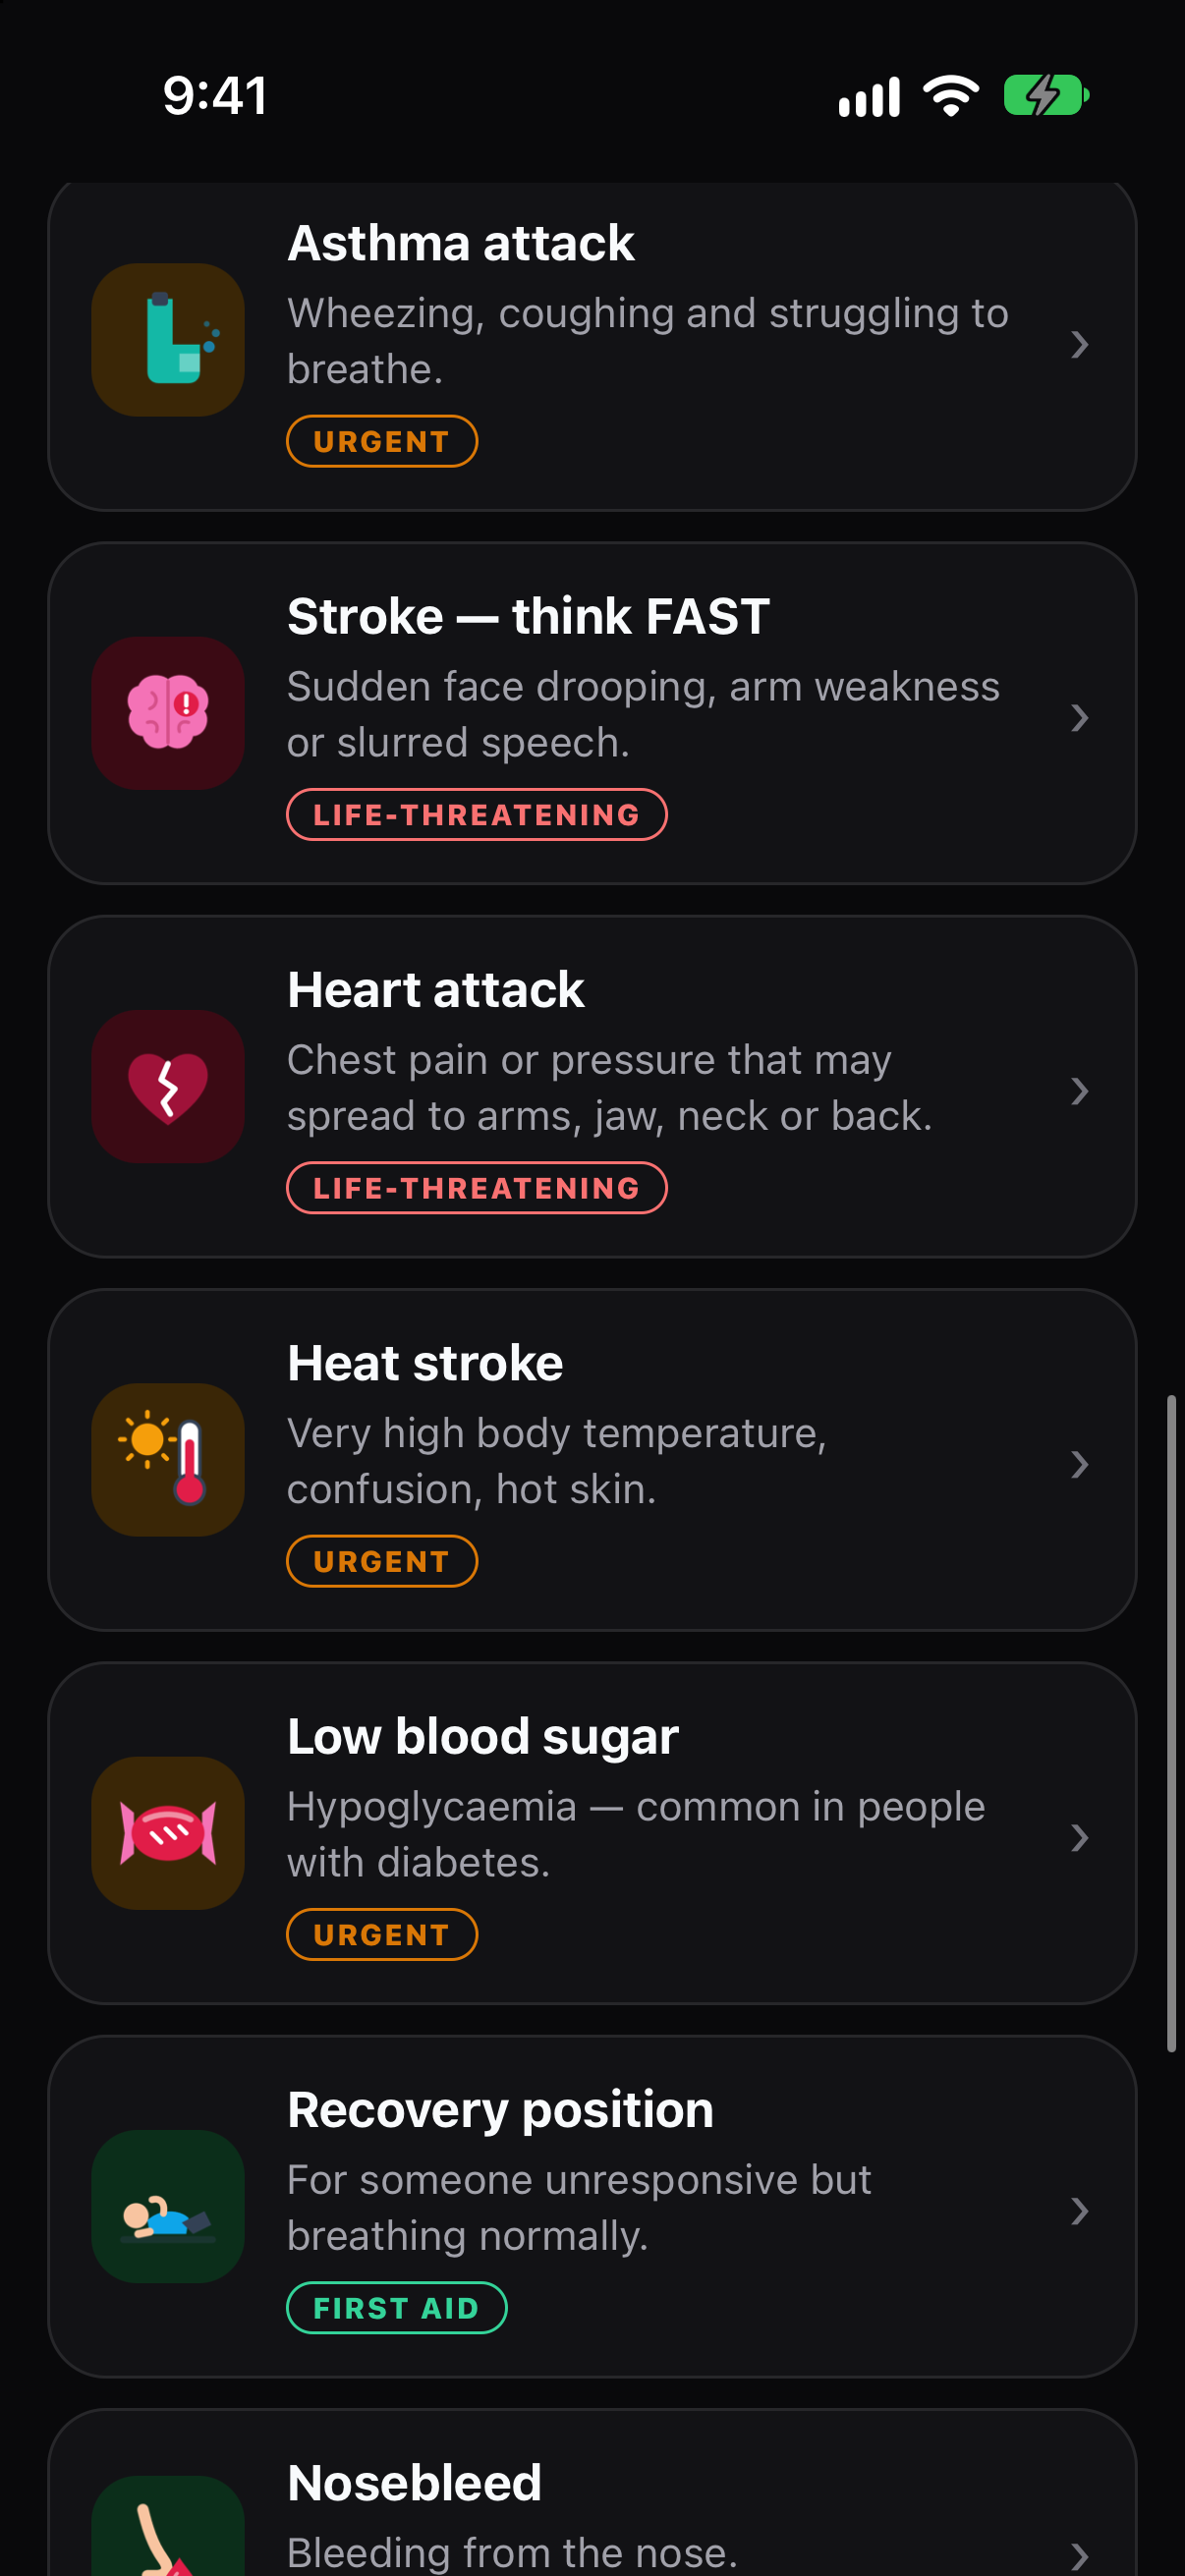 9:41
Asthma attack
Wheezing, coughing and struggling to
breathe.
URGENT
Stroke — think FAST
Sudden face drooping, arm weakness
or slurred speech.
LIFE-THREATENING
Heart attack
Chest pain or pressure that may
spread to arms, jaw, neck or back.
LIFE-THREATENING
Heat stroke
Very high body temperature,
confusion, hot skin.
URGENT
Low blood sugar
Hypoglycaemia — common in people
with diabetes.
URGENT
Recovery position
For someone unresponsive but
breathing normally.
FIRST AID
Nosebleed
Bleeding from the nose.